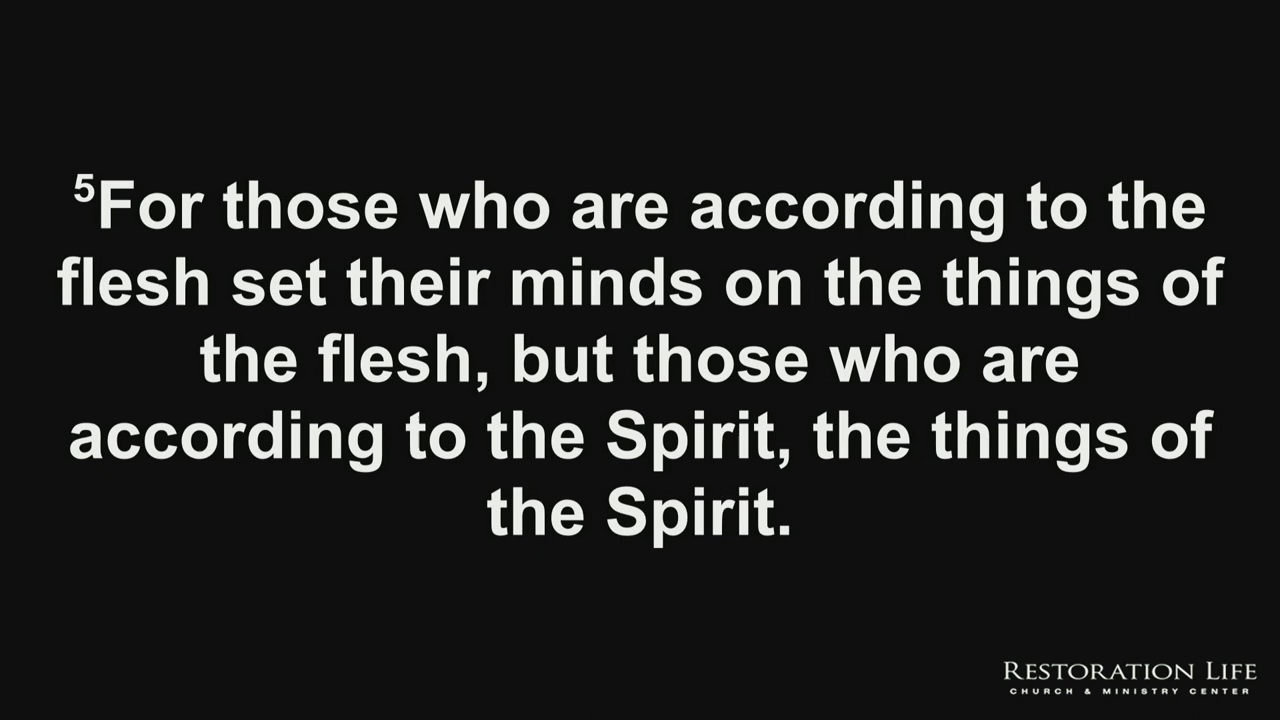 ⁵For those who are according to the
flesh set their minds on the things of
the flesh, but those who are
according to the Spirit, the things of
the Spirit.
RESTORATION LIFE
CHURCH & MINISTRY CENTER